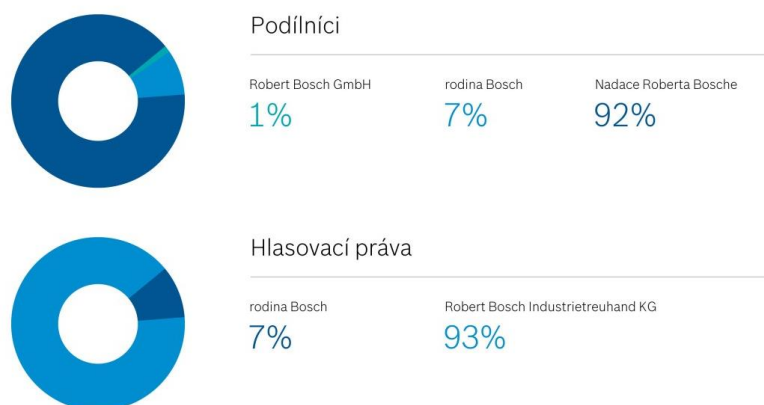 Podílníci
Robert Bosch GmbH
1%
rodina Bosch
7%
Nadace Roberta Bosche
92%
Hlasovací práva
rodina Bosch
7%
Robert Bosch Industrietreuhand KG
93%